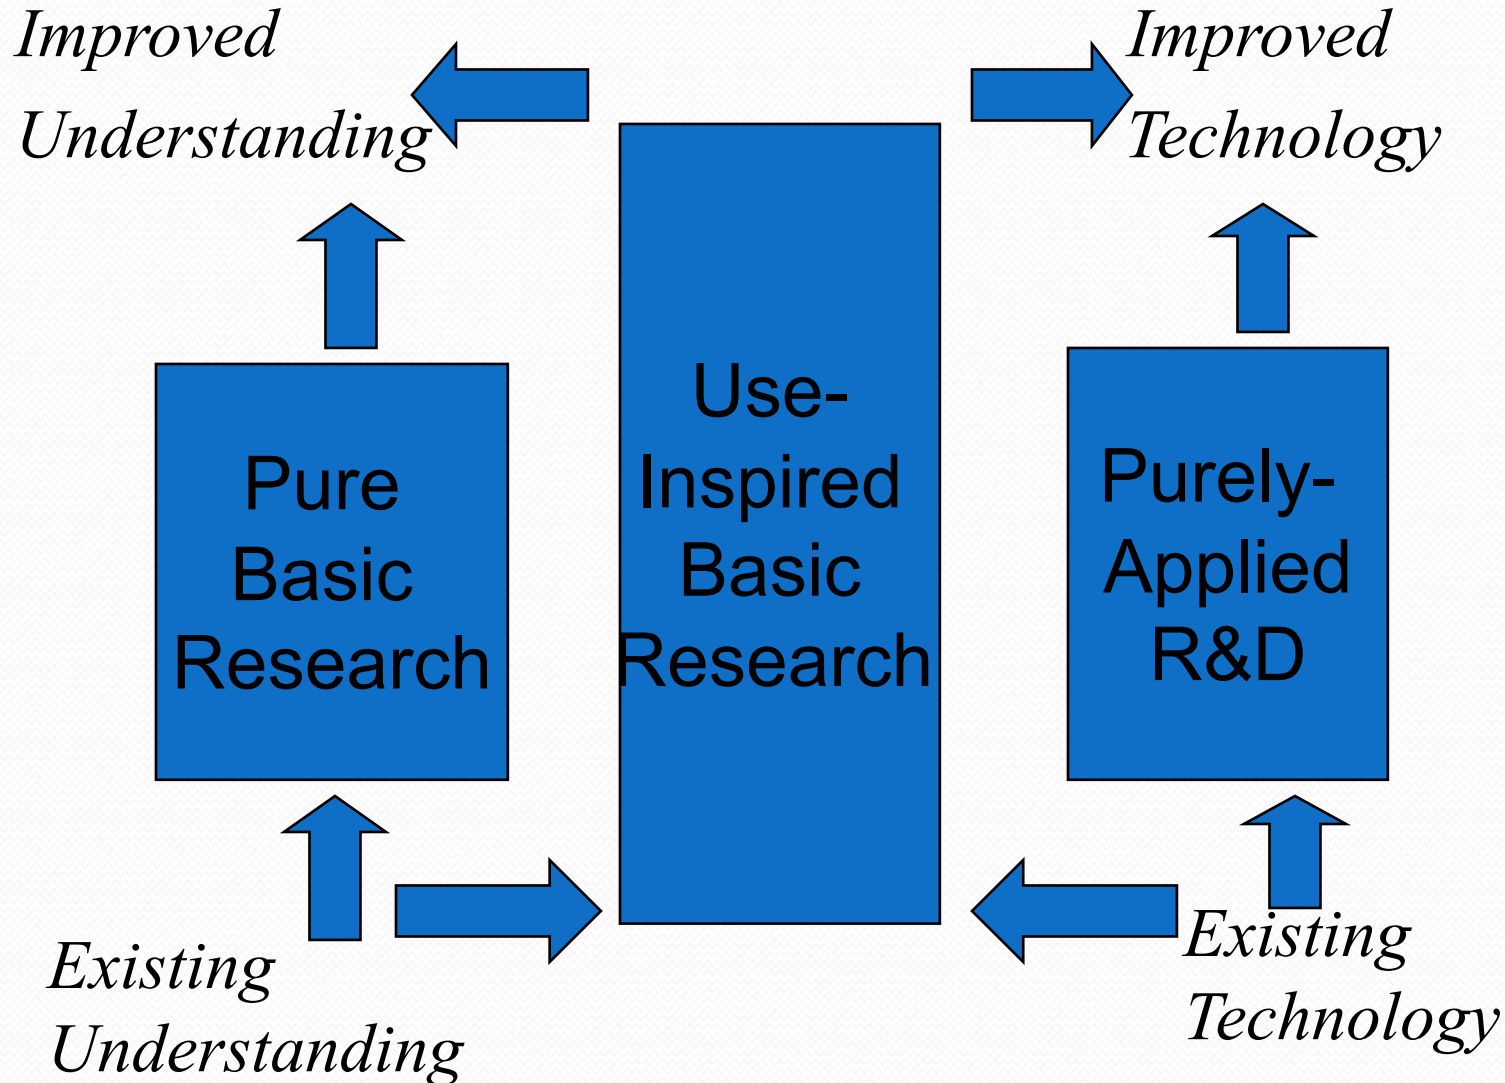 Improved
Understanding
Improved
Technology
Pure
Basic
Research
Use-
Inspired
Basic
Research
Purely-
Applied
R&D
Existing
Understanding
Existing
Technology